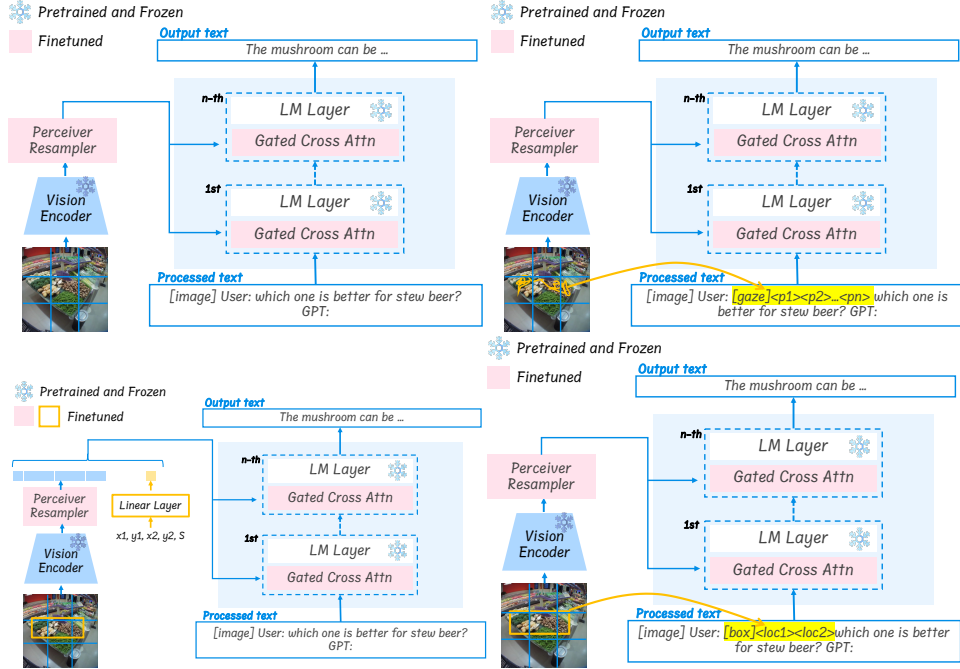 Pretrained and Frozen
Finetuned
Output text
The mushroom can be ...
n-th
LM Layer
Gated Cross Attn
Perceiver
Resampler
1st
LM Layer
Gated Cross Attn
Vision
Encoder
Processed text
[image] User: which one is better for stew beer?
GPT:
Pretrained and Frozen
Finetuned
Output text
The mushroom can be ...
n-th
LM Layer
Gated Cross Attn
Perceiver
Resampler
1st
LM Layer
Gated Cross Attn
Vision
Encoder
Processed text
[image] User: [gaze]<p1><p2>...<pn> which one is
better for stew beer? GPT:
Pretrained and Frozen
Finetuned
Output text
The mushroom can be ...
n-th
LM Layer
Gated Cross Attn
Perceiver
Resampler
Linear Layer
x1, y1, x2, y2, S
1st
LM Layer
Gated Cross Attn
Vision
Encoder
Processed text
[image] User: which one is better for stew beer?
GPT:
Pretrained and Frozen
Finetuned
Output text
The mushroom can be ...
n-th
LM Layer
Gated Cross Attn
Perceiver
Resampler
1st
LM Layer
Gated Cross Attn
Vision
Encoder
Processed text
[image] User: [box]<loc1><loc2>which one is better
for stew beer? GPT: